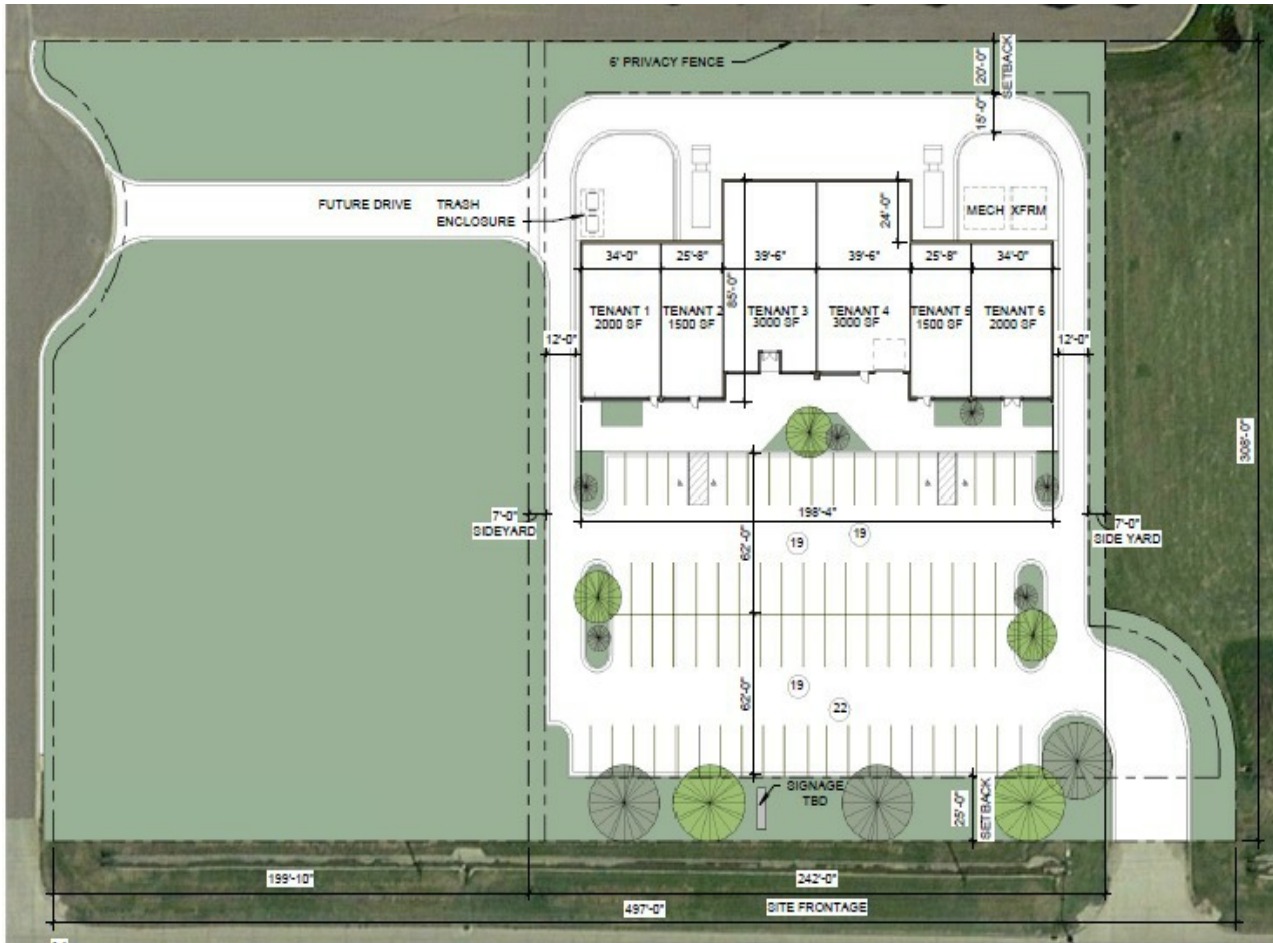 6' PRIVACY FENCE
20'-0"
SETBACK
15'-0"
FUTURE DRIVE
TRASH
ENCLOSURE
MECH
XFRM
24'-0"
34'-0"
25'-8"
39'-6"
39'-6"
25'-8"
34'-0"
85'-0"
TENANT 1
2000 SF
TENANT 2
1500 SF
TENANT 3
3000 SF
TENANT 4
3000 SF
TENANT 5
1500 SF
TENANT 6
2000 SF
12'-0"
12'-0"
308'-0"
198'-4"
7'-0"
SIDEYARD
7'-0"
SIDE YARD
62'-0"
19
19
62'-0"
19
22
SIGNAGE
TBD
25'-0"
SETBACK
199'-10"
242'-0"
497'-0"
SITE FRONTAGE